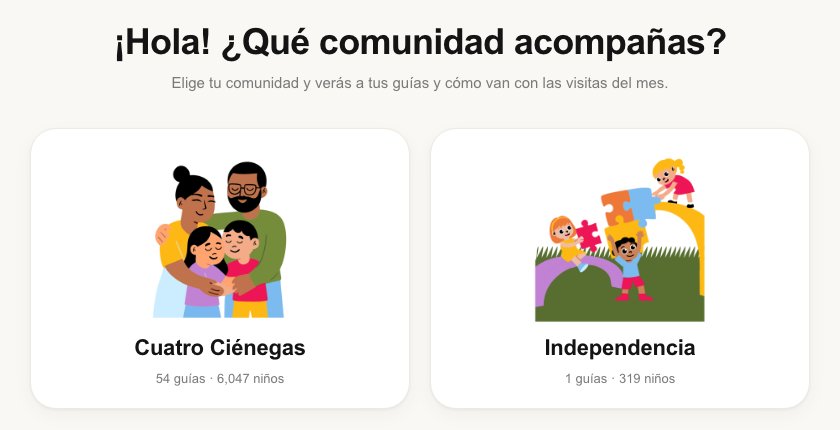 ¡Hola! ¿Qué comunidad acompañas?
Elige tu comunidad y verás a tus guías y cómo van con las visitas del mes.
Cuatro Ciénegas
54 guías · 6,047 niños
Independencia
1 guías · 319 niños